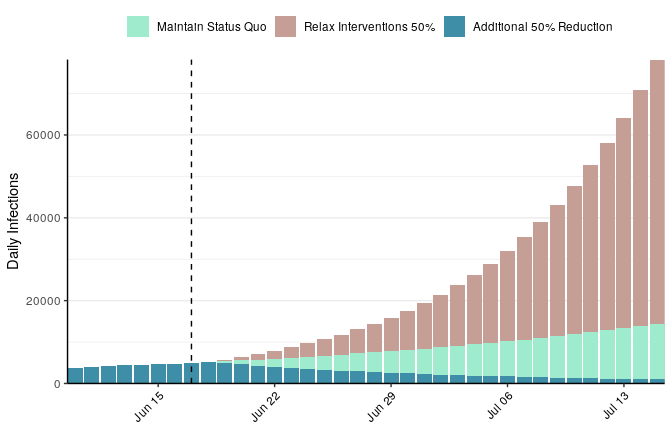 Maintain Status Quo Relax Interventions 50% Additional 50% Reduction
Daily Infections
60000
40000
20000
0
Jun 15 Jun 22 Jun 29 Jul 06 Jul 13